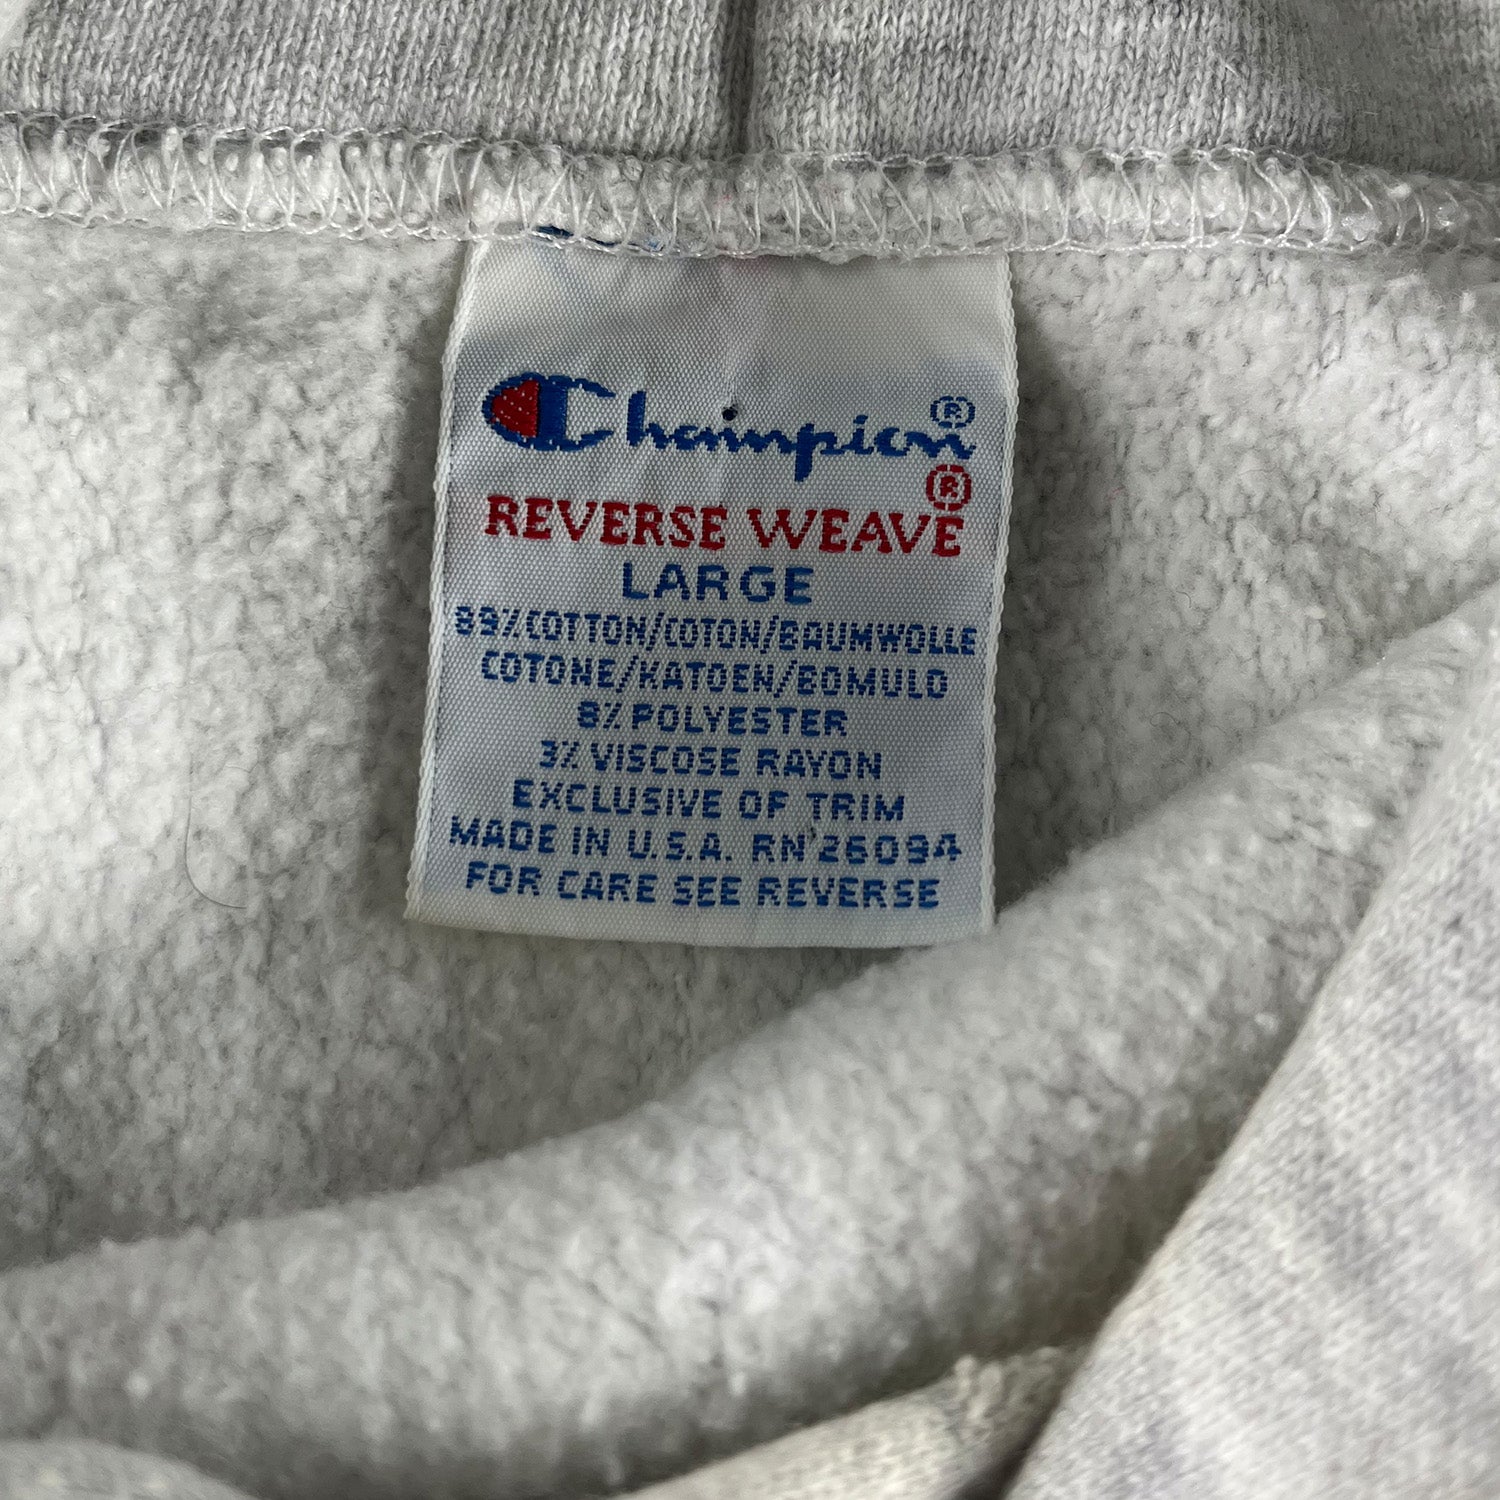 Champion®
REVERSE WEAVE®
LARGE
89% COTTON/COTON/BAUMWOLLE
COTONE/KATOEN/BOMULD
8% POLYESTER
3% VISCOSE RAYON
EXCLUSIVE OF TRIM
MADE IN U.S.A. RN 26094
FOR CARE SEE REVERSE